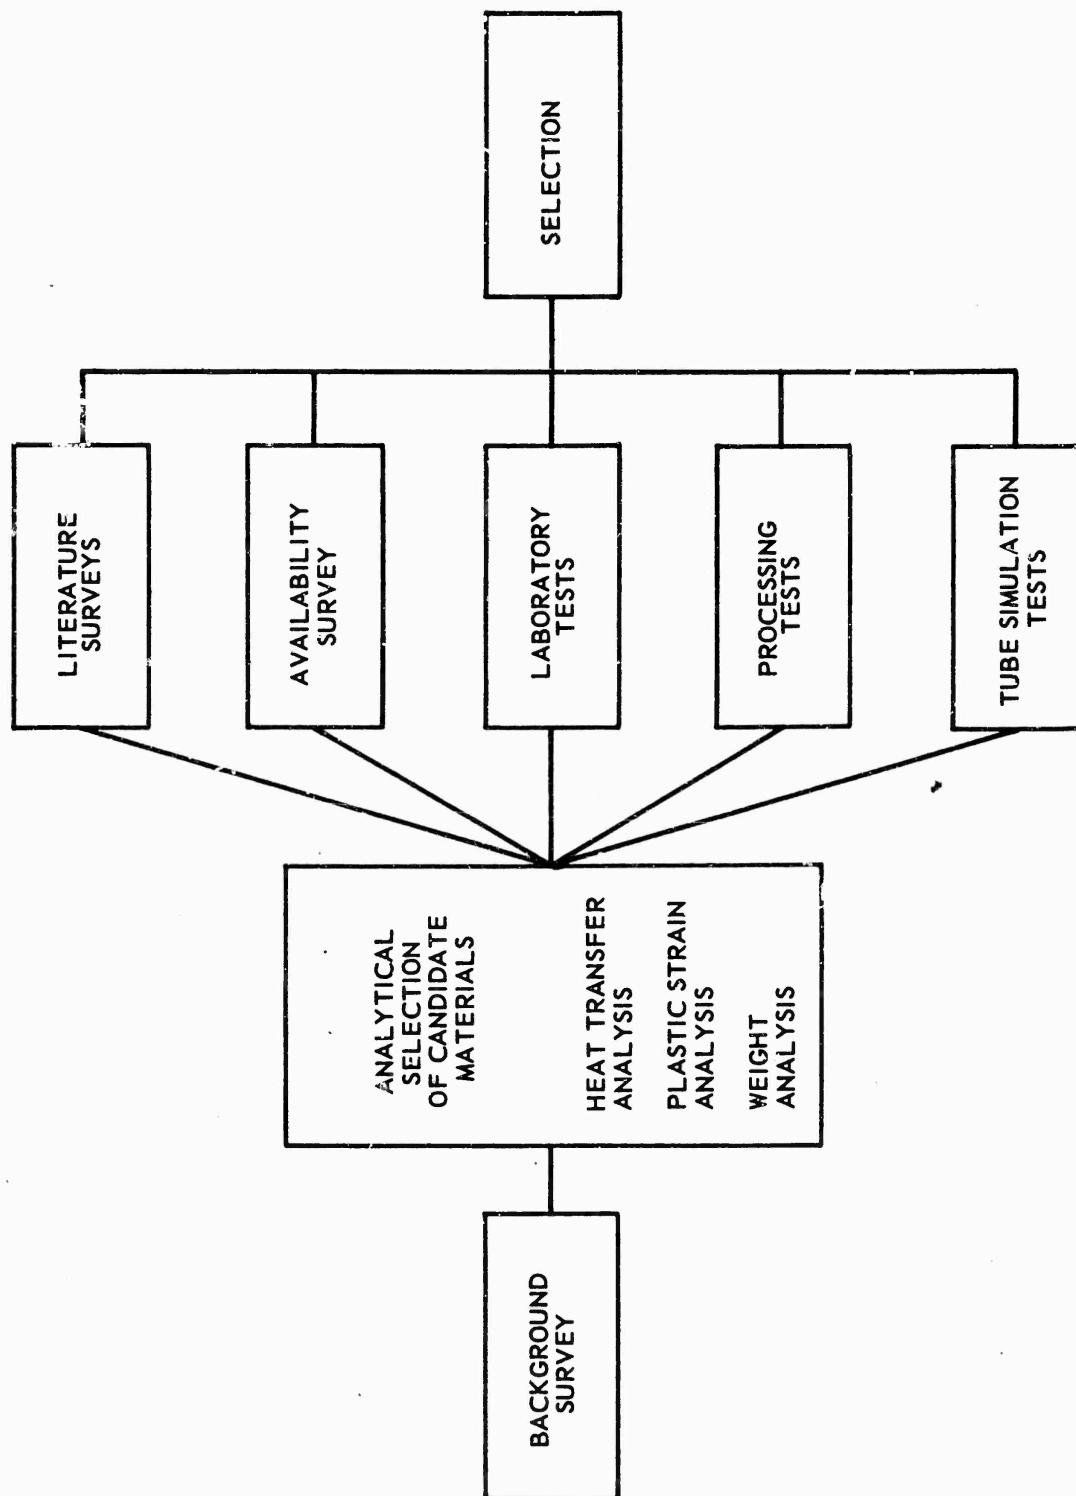 BACKGROUND
SURVEY
ANALYTICAL
SELECTION
OF CANDIDATE
MATERIALS
HEAT TRANSFER
ANALYSIS
PLASTIC STRAIN
ANALYSIS
WEIGHT
ANALYSIS
LITERATURE
SURVEYS
AVAILABILITY
SURVEY
LABORATORY
TESTS
PROCESSING
TESTS
TUBE SIMULATION
TESTS
SELECTION